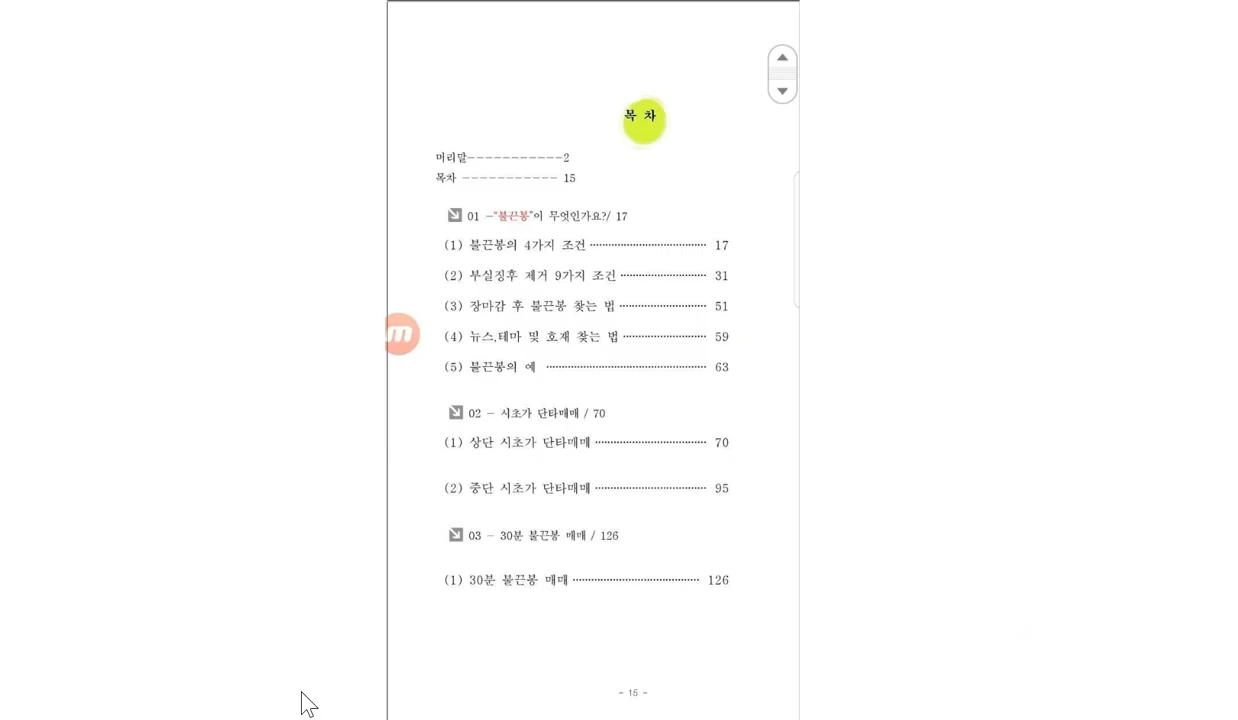 목 차
머리말-----------2
목차 ----------- 15
01 -"불끈봉"이 무엇인가요?/ 17
(1) 불끈봉의 4가지 조건 ······································ 17
(2) 부실징후 제거 9가지 조건 ···························· 31
(3) 장마감 후 불끈봉 찾는 법 ···························· 51
(4) 뉴스,테마 및 호재 찾는 법 ··························· 59
(5) 불끈봉의 예 ···················································· 63
02 - 시초가 단타매매 / 70
(1) 상단 시초가 단타매매 ···································· 70
(2) 중단 시초가 단타매매 ···································· 95
03 - 30분 불끈봉 매매 / 126
(1) 30분 불끈봉 매매 ········································· 126
- 15 -